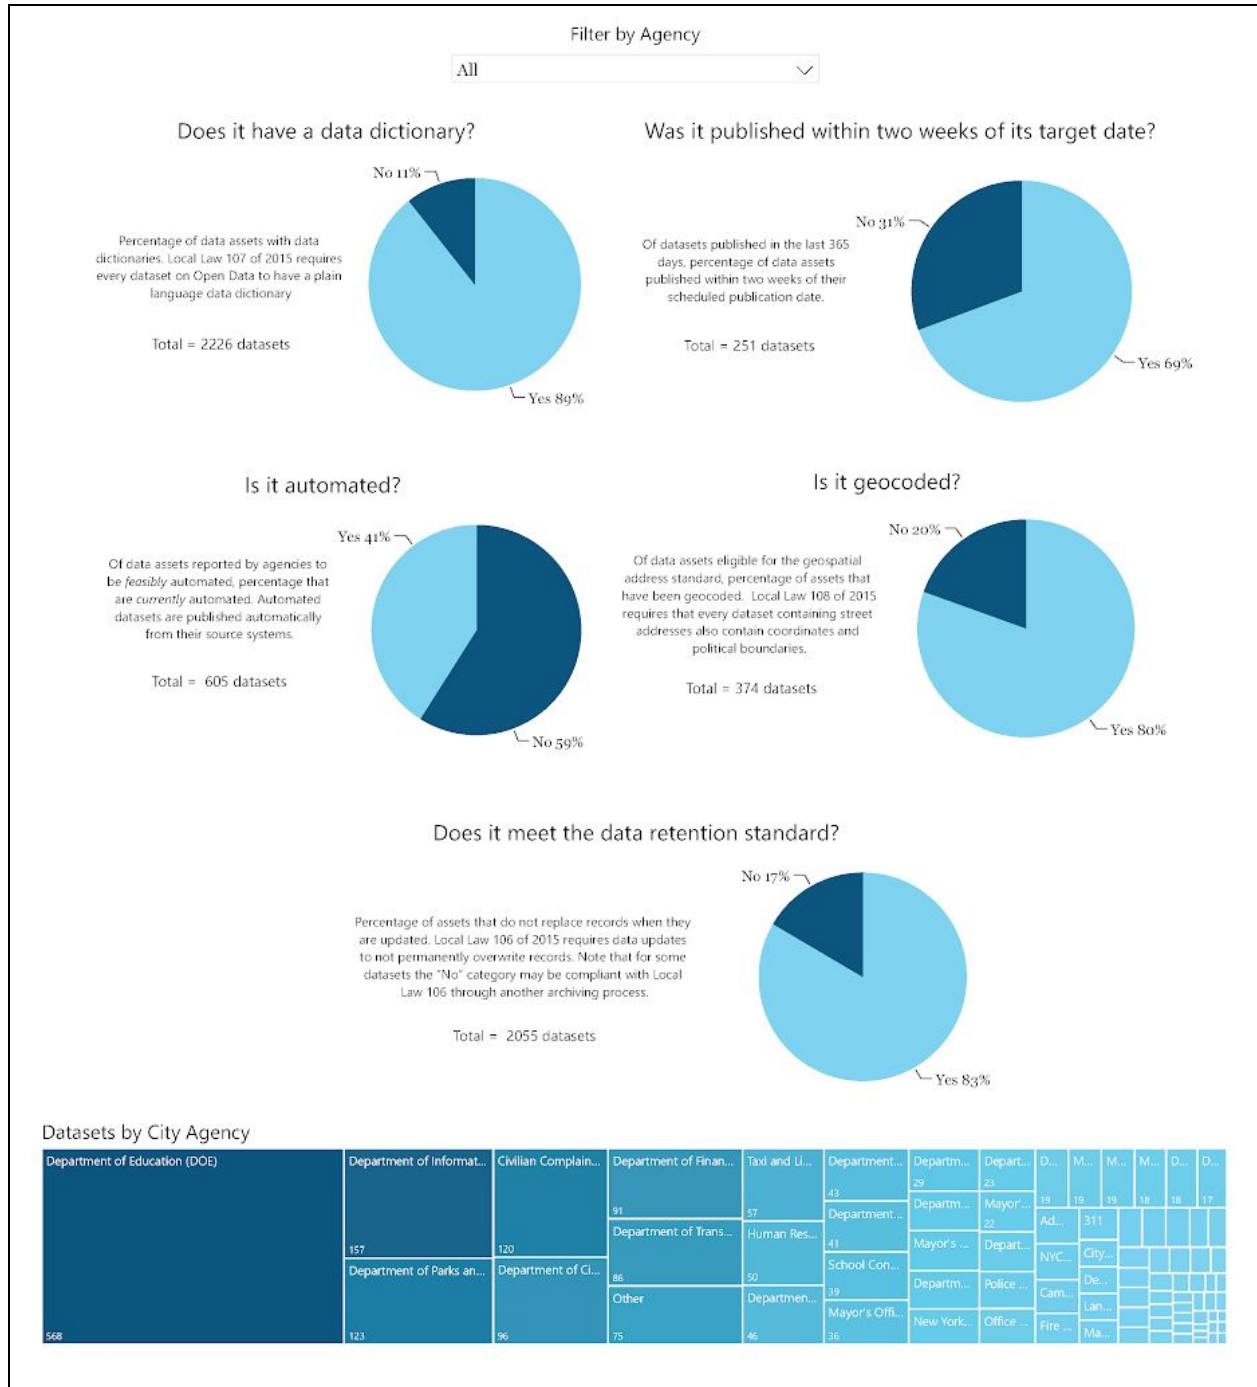 Filter by Agency
All
Does it have a data dictionary?
No 11%
Percentage of data assets with data
dictionaries. Local Law 107 of 2015 requires
every dataset on Open Data to have a plain
language data dictionary
Total = 2226 datasets
Yes 89%
Was it published within two weeks of its target date?
No 31%
Of datasets published in the last 365
days, percentage of data assets
published within two weeks of their
scheduled publication date.
Total = 251 datasets
Yes 69%
Is it automated?
Yes 41%
Of data assets reported by agencies to
be feasibly automated, percentage that
are currently automated. Automated
datasets are published automatically
from their source systems.
Total = 605 datasets
No 59%
Is it geocoded?
No 20%
Of data assets eligible for the geospatial
address standard, percentage of assets that
have been geocoded. Local Law 108 of 2015
requires that every dataset containing street
addresses also contain coordinates and
political boundaries.
Total = 374 datasets
Yes 80%
Does it meet the data retention standard?
No 17%
Percentage of assets that do not replace records when they
are updated. Local Law 106 of 2015 requires data updates
to not permanently overwrite records. Note that for some
datasets the "No" category may be compliant with Local
Law 106 through another archiving process.
Total = 2055 datasets
Yes 83%
Datasets by City Agency
Department of Education (DOE)
568
Department of Informat...
157
Department of Parks an...
123
Civilian Complain...
120
Department of Ci...
96
Department of Finan...
91
Department of Trans...
86
Other
75
Taxi and Li...
57
Human Res...
50
Departmen...
46
Department...
43
Department...
41
School Con...
39
Mayor's Offi...
36
Departm...
29
Departm...
Mayor's ...
Departm...
New York...
Depart...
23
Mayor'...
22
Depart...
Police ...
Office ...
D...
19
M...
19
M...
19
M...
18
D...
18
D...
17
Ad...
NYC...
Cam...
Fire ...
311
City...
De...
Lan...
Ma...